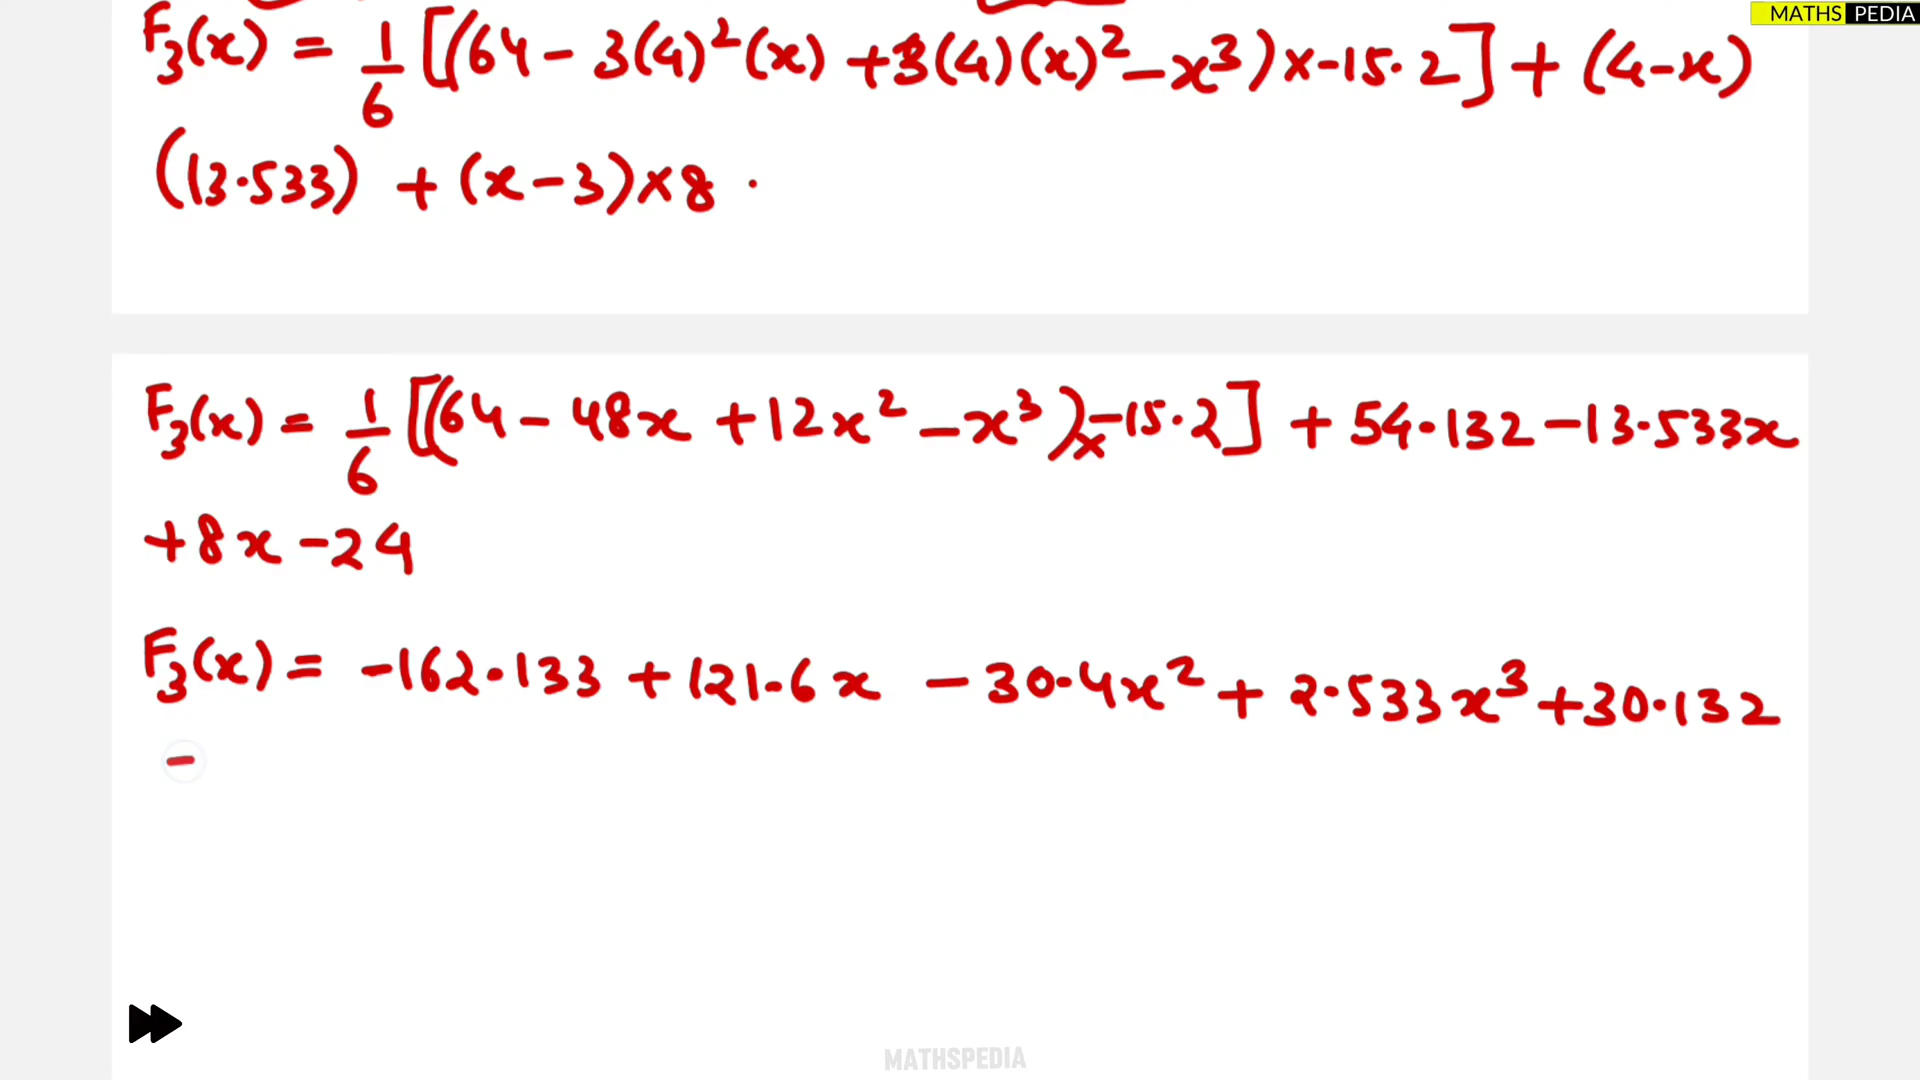 MATHS PEDIA
F₃(x) = 1/6 [(64 - 3(4)²(x) + 3(4)(x)² - x³) x -15.2] + (4-x)
(13.533) + (x-3)×8 .
F₃(x) = 1/6 [(64 - 48x + 12x² - x³) x -15.2] + 54.132 - 13.533x
+8x -24
F₃(x) = -162.133 + 121.6x - 30.4x² + 2.533x³ + 30.132
-
MATHSPEDIA